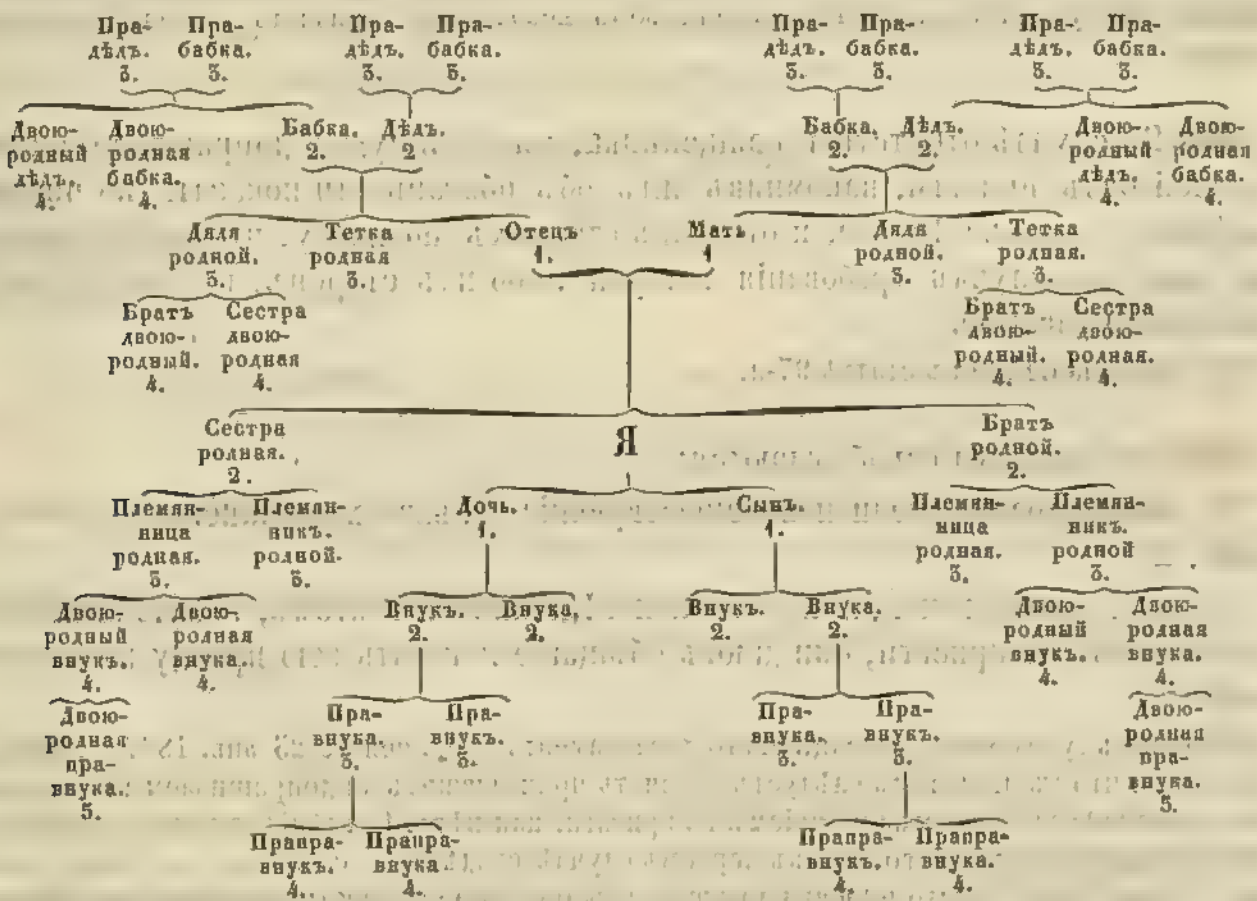 Пра- Пра- Пра- Пра- Пра- Пра- Пра- Пра-
дѣдъ. бабка. дѣдъ. бабка. дѣдъ. бабка. дѣдъ. бабка.
3. 3. 3. 3. 3. 3. 3. 3.
Двою- Двою- Бабка. Дѣдъ. Бабка. Дѣдъ. Двою- Двою-
родный родная 2. 2 2. 2. родный родная
дѣдъ. бабка. дѣдъ. бабка.
4. 4. 4. 4.
Дядя Тетка Отецъ Мать Дядя Тетка
родной. родная 1. 1 родной. родная.
3. 3. 3. 3.
Братъ Сестра Братъ Сестра
двою- двою- двою- двою-
родный. родная родный. родная.
4. 4. 4. 4.
Сестра Я Братъ
родная. родной.
2. 2.
Племян- Племян- Дочь. Сынъ. Племян- Племян-
ница никъ. 1. 1. ница никъ.
родная. родной. родная. родной
3. 3. 3. 3.
Двою- Двою- Внукъ. Внука. Внукъ. Внука. Двою- Двою-
родный родная 2. 2. 2. 2. родный родная
внукъ. внука. внукъ. внука.
4. 4. 4. 4.
Двою- Пра- Пра- Пра- Пра- Двою-
родная внука. внукъ. внука. внукъ. родная
пра- 3. 3. 3. 3. пра-
внука. внука.
5. 5.
Прапра- Прапра- Прапра- Прапра-
внукъ. внука внукъ. внука.
4. 4. 4. 4.